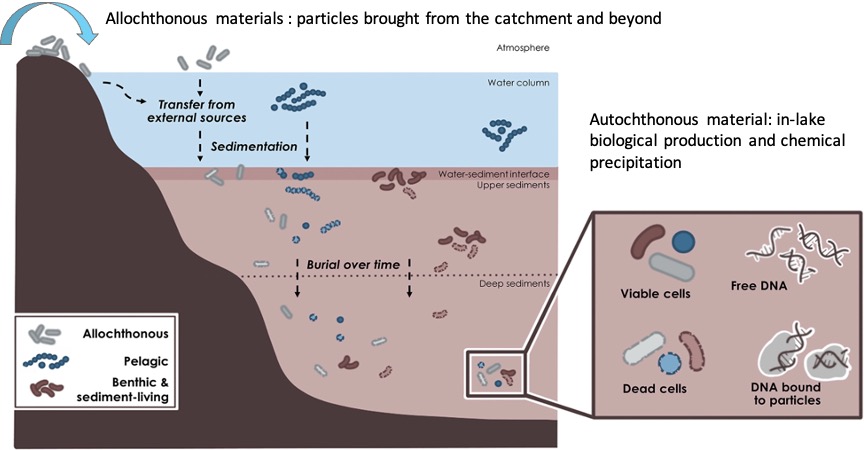 Allochthonous materials : particles brought from the catchment and beyond
Atmosphere
Water column
Transfer from
external sources
Sedimentation
Autochthonous material: in-lake
biological production and chemical
precipitation
Water-sediment interface
Upper sediments
Burial over time
Deep sediments
Allochthonous
Pelagic
Benthic &
sediment-living
Viable cells
Free DNA
Dead cells
DNA bound
to particles